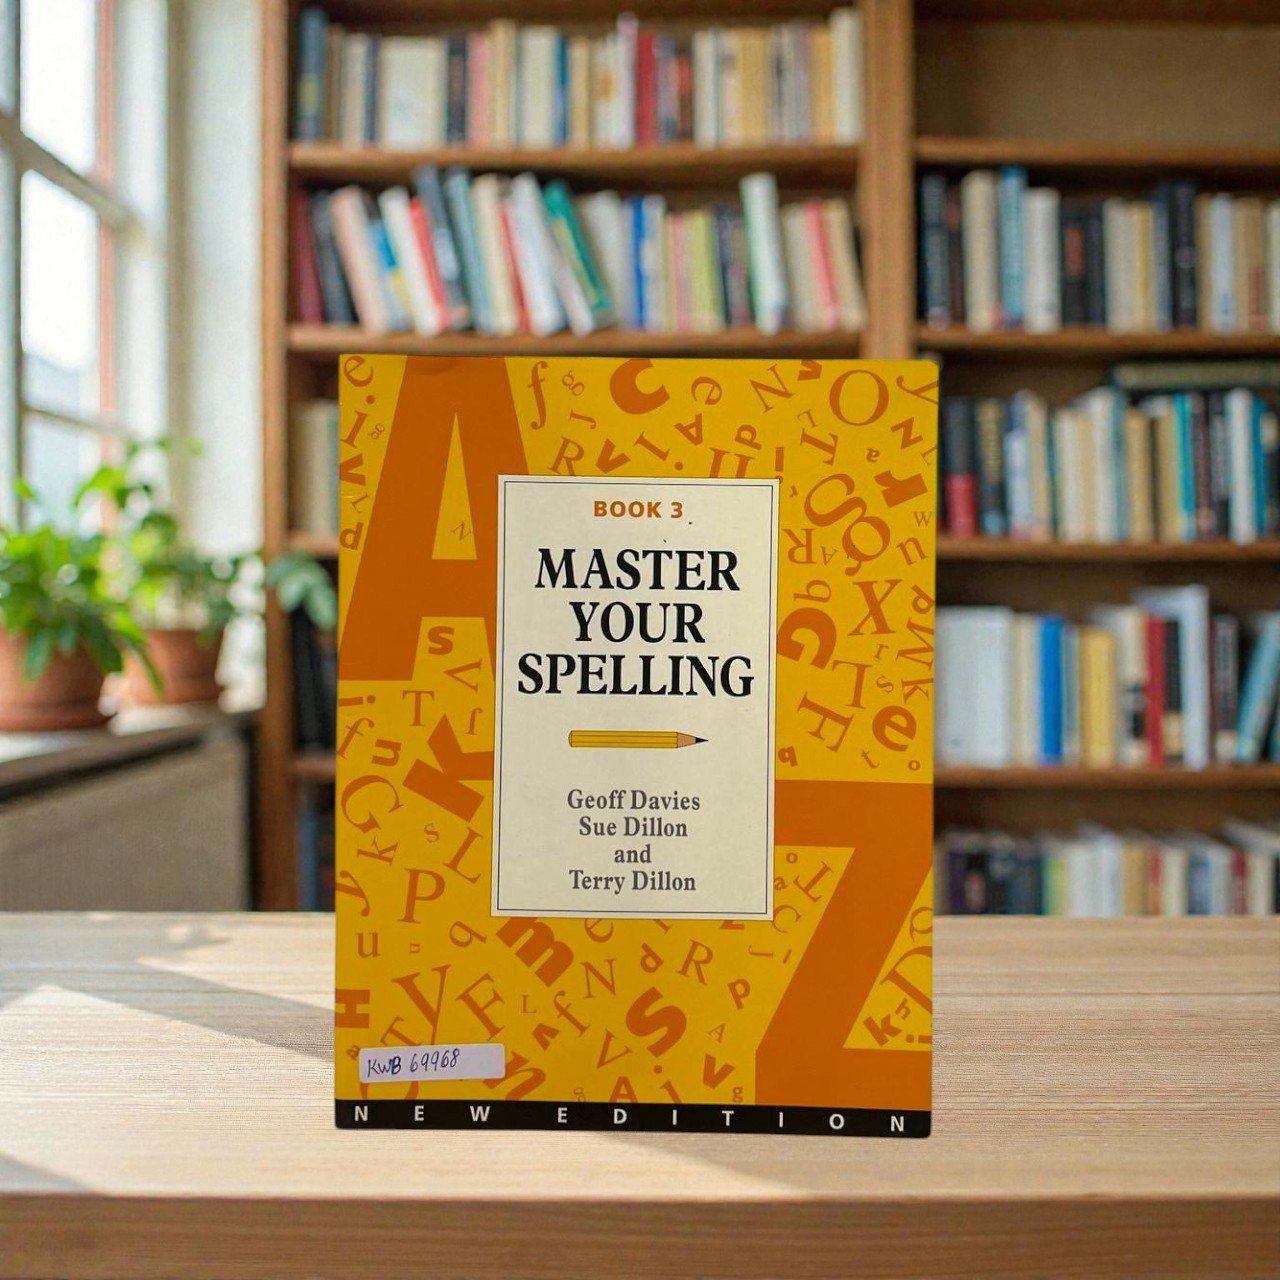 BOOK 3
MASTER
YOUR
SPELLING
Geoff Davies
Sue Dillon
and
Terry Dillon
KWB 69968
NEW EDITION